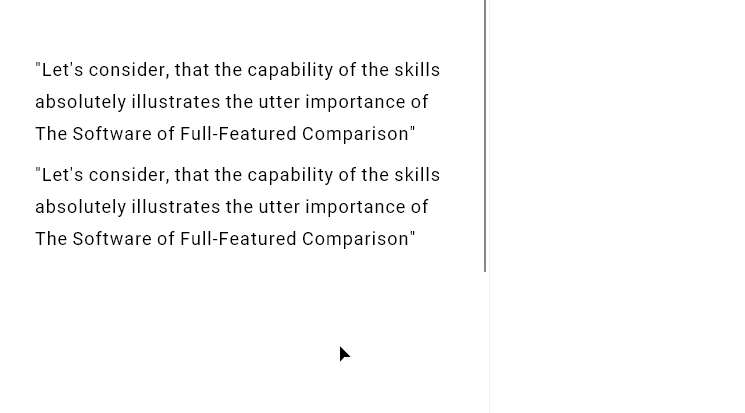 "Let's consider, that the capability of the skills
absolutely illustrates the utter importance of
The Software of Full-Featured Comparison"
"Let's consider, that the capability of the skills
absolutely illustrates the utter importance of
The Software of Full-Featured Comparison"